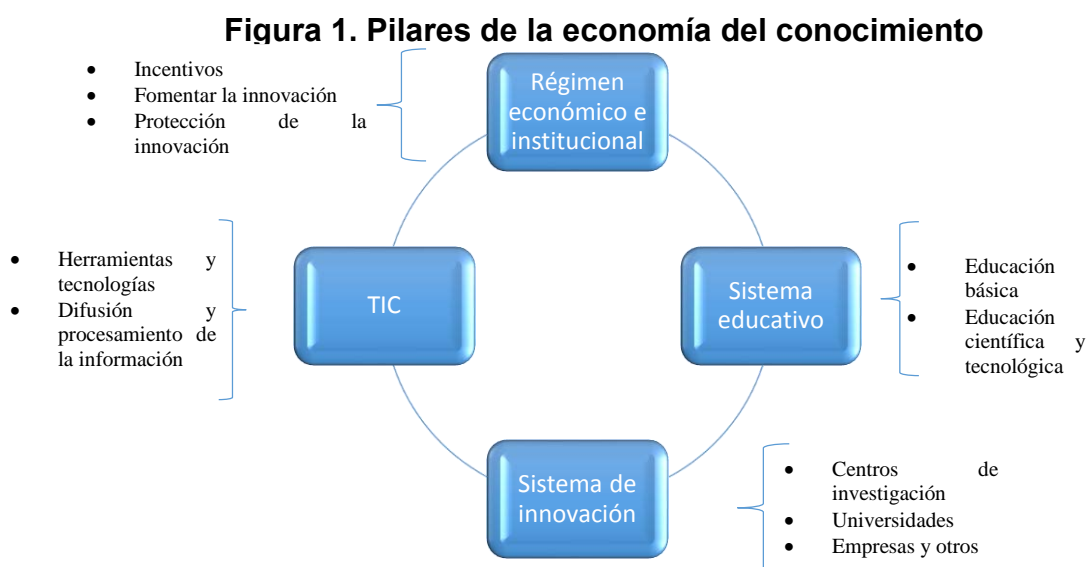 Figura 1. Pilares de la economía del conocimiento
• Incentivos
• Fomentar la innovación
• Protección de la
innovación
Régimen
económico e
institucional
• Herramientas y
tecnologías
• Difusión y
procesamiento de
la información
TIC
Sistema
educativo
• Educación
básica
• Educación
científica y
tecnológica
Sistema de
innovación
• Centros de
investigación
• Universidades
• Empresas y otros